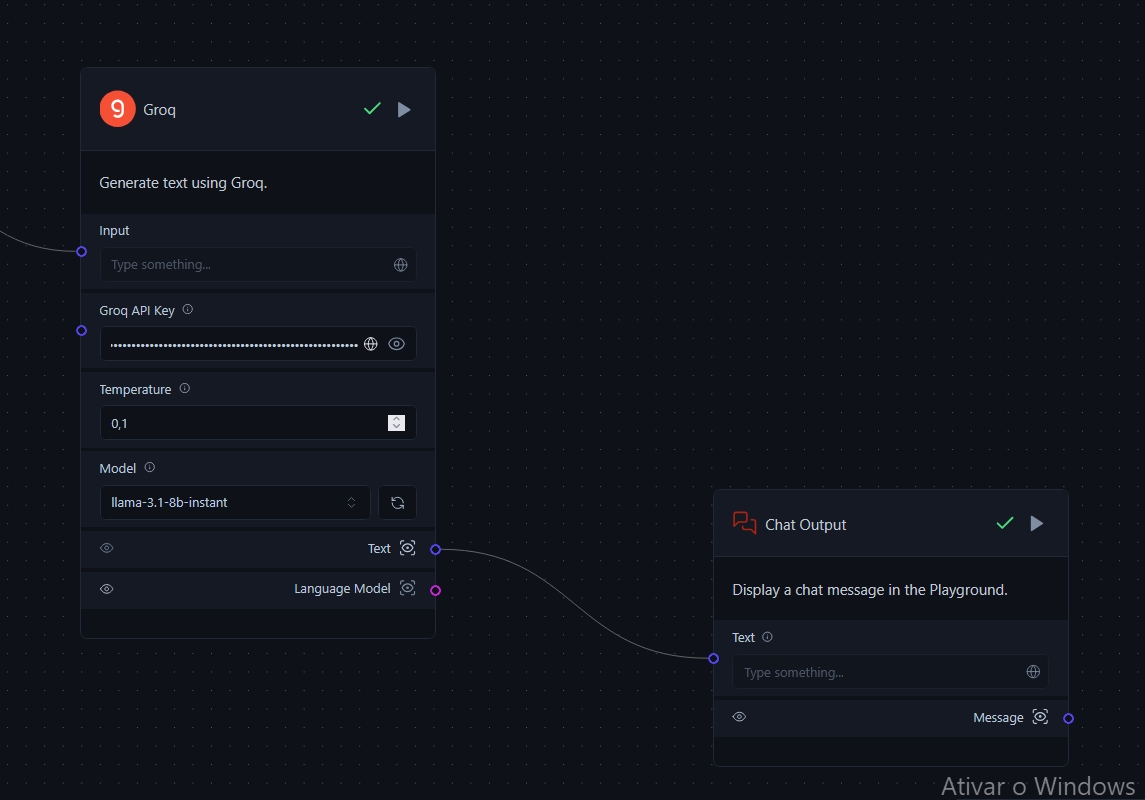 Groq
Generate text using Groq.
Input
Type something...
Groq API Key
Temperature
0,1
Model
llama-3.1-8b-instant
Text
Language Model
Chat Output
Display a chat message in the Playground.
Text
Type something...
Message
Ativar o Windows